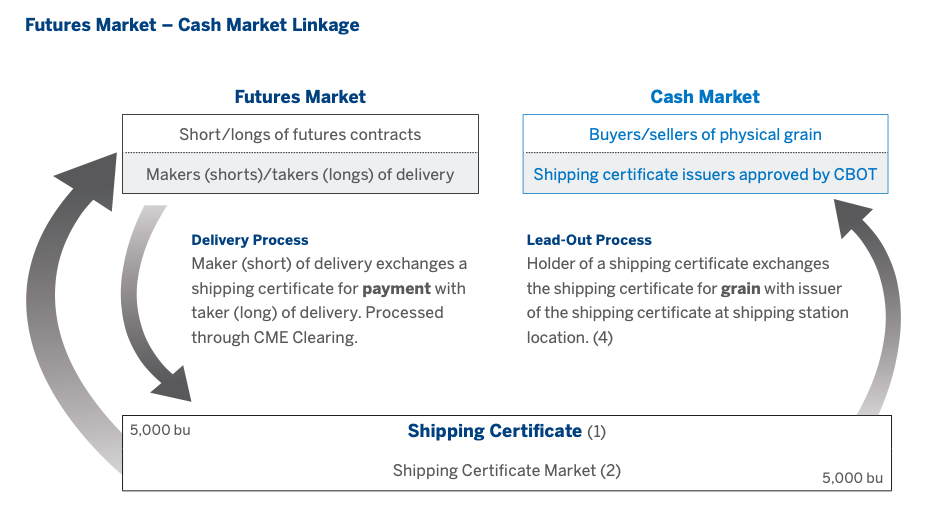 Futures Market – Cash Market Linkage
Futures Market
Short/longs of futures contracts
Makers (shorts)/takers (longs) of delivery
Cash Market
Buyers/sellers of physical grain
Shipping certificate issuers approved by CBOT
Delivery Process
Maker (short) of delivery exchanges a
shipping certificate for payment with
taker (long) of delivery. Processed
through CME Clearing.
Lead-Out Process
Holder of a shipping certificate exchanges
the shipping certificate for grain with issuer
of the shipping certificate at shipping station
location. (4)
5,000 bu
Shipping Certificate (1)
Shipping Certificate Market (2)
5,000 bu